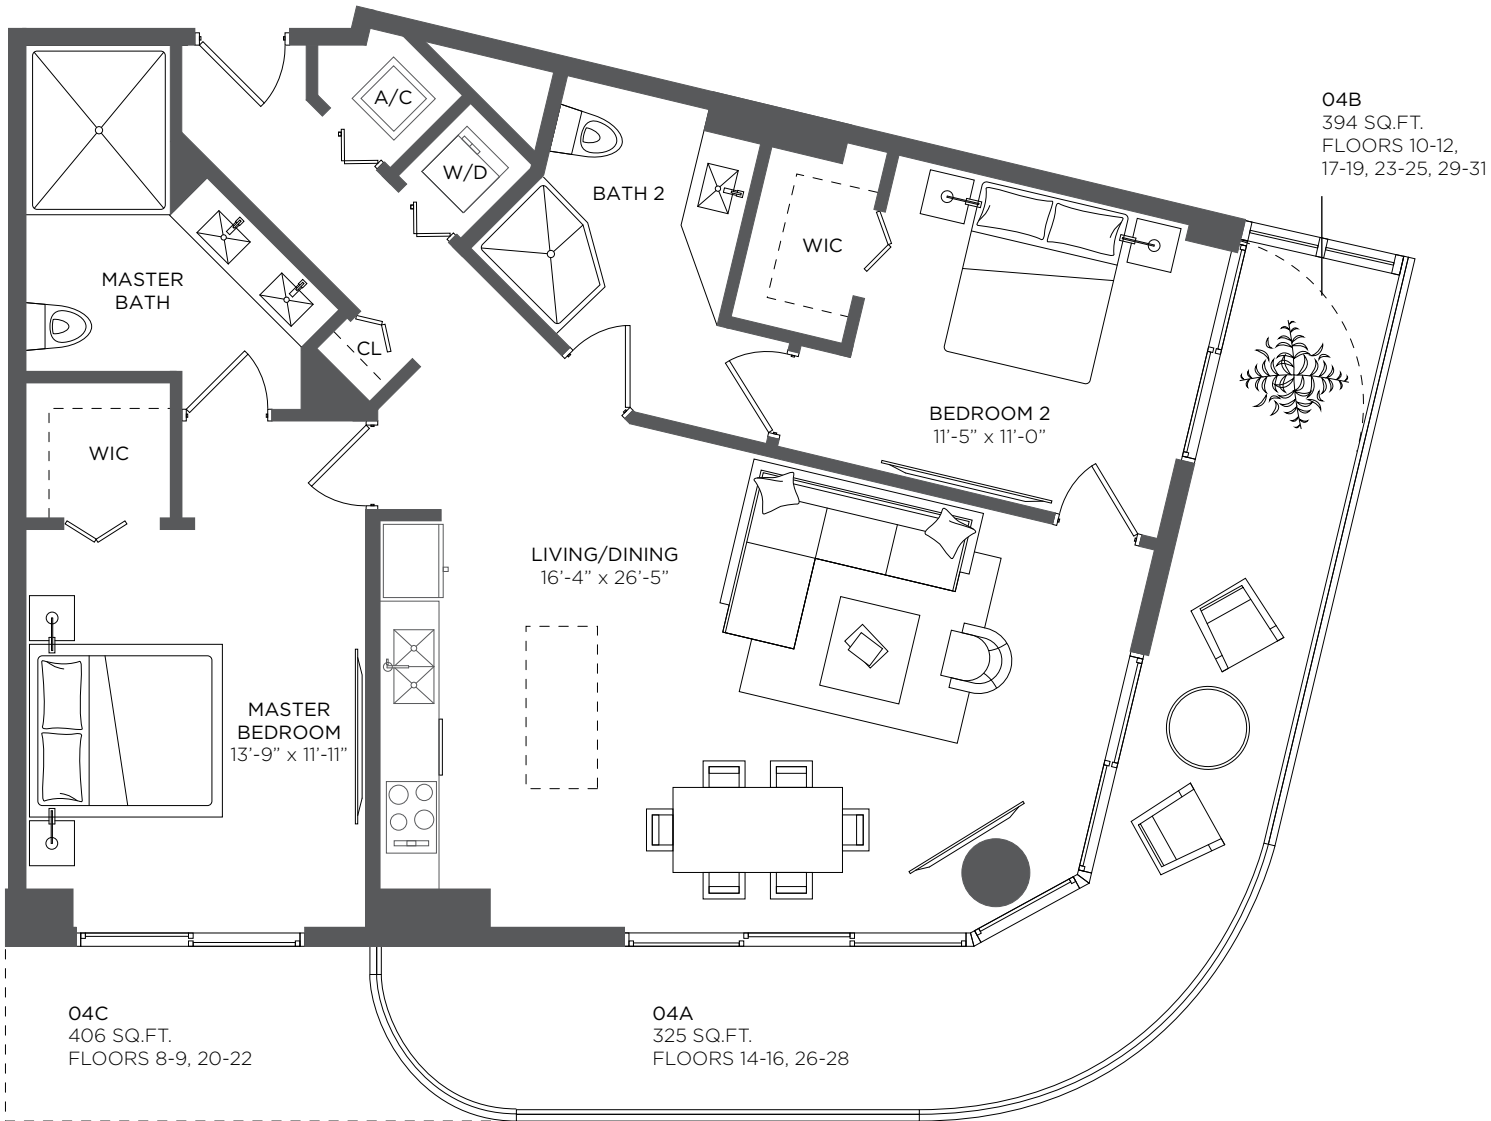 04B
394 SQ.FT.
FLOORS 10-12,
17-19, 23-25, 29-31
A/C
W/D
BATH 2
WIC
MASTER
BATH
CL
BEDROOM 2
11’-5” x 11’-0”
WIC
LIVING/DINING
16’-4” x 26’-5”
MASTER
BEDROOM
13’-9” x 11’-11”
04C
406 SQ.FT.
FLOORS 8-9, 20-22
04A
325 SQ.FT.
FLOORS 14-16, 26-28